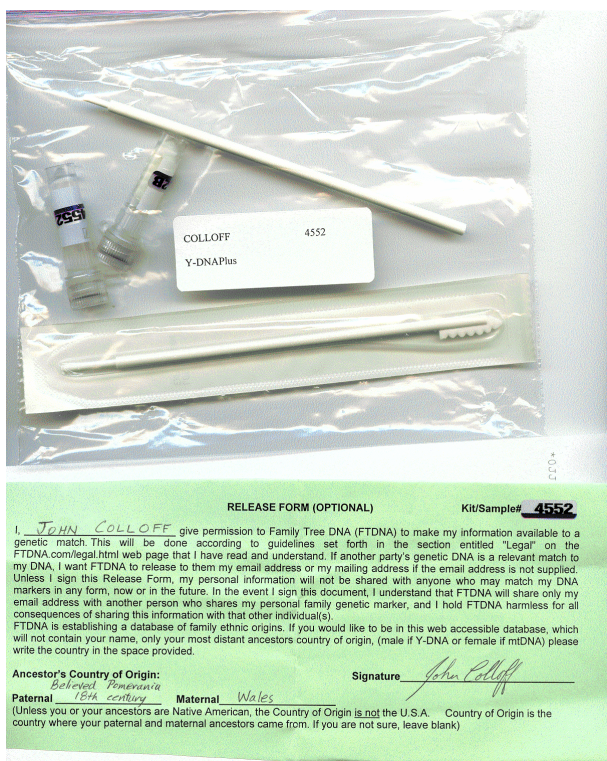 4552
2B
COLLOFF 4552
Y-DNAPlus
RELEASE FORM (OPTIONAL) Kit/Sample# 4552
I, JOHN COLLOFF give permission to Family Tree DNA (FTDNA) to make my information available to a
genetic match. This will be done according to guidelines set forth in the section entitled "Legal" on the
FTDNA.com/legal.html web page that I have read and understand. If another party's genetic DNA is a relevant match to
my DNA, I want FTDNA to release to them my email address or my mailing address if the email address is not supplied.
Unless I sign this Release Form, my personal information will not be shared with anyone who may match my DNA
markers in any form, now or in the future. In the event I sign this document, I understand that FTDNA will share only my
email address with another person who shares my personal family genetic marker, and I hold FTDNA harmless for all
consequences of sharing this information with that other individual(s).
FTDNA is establishing a database of family ethnic origins. If you would like to be in this web accessible database, which
will not contain your name, only your most distant ancestors country of origin, (male if Y-DNA or female if mtDNA) please
write the country in the space provided.
Ancestor's Country of Origin: Signature John Colloff
Believed Pomerania
Paternal 18th century Maternal Wales
(Unless you or your ancestors are Native American, the Country of Origin is not the U.S.A. Country of Origin is the
country where your paternal and maternal ancestors came from. If you are not sure, leave blank)